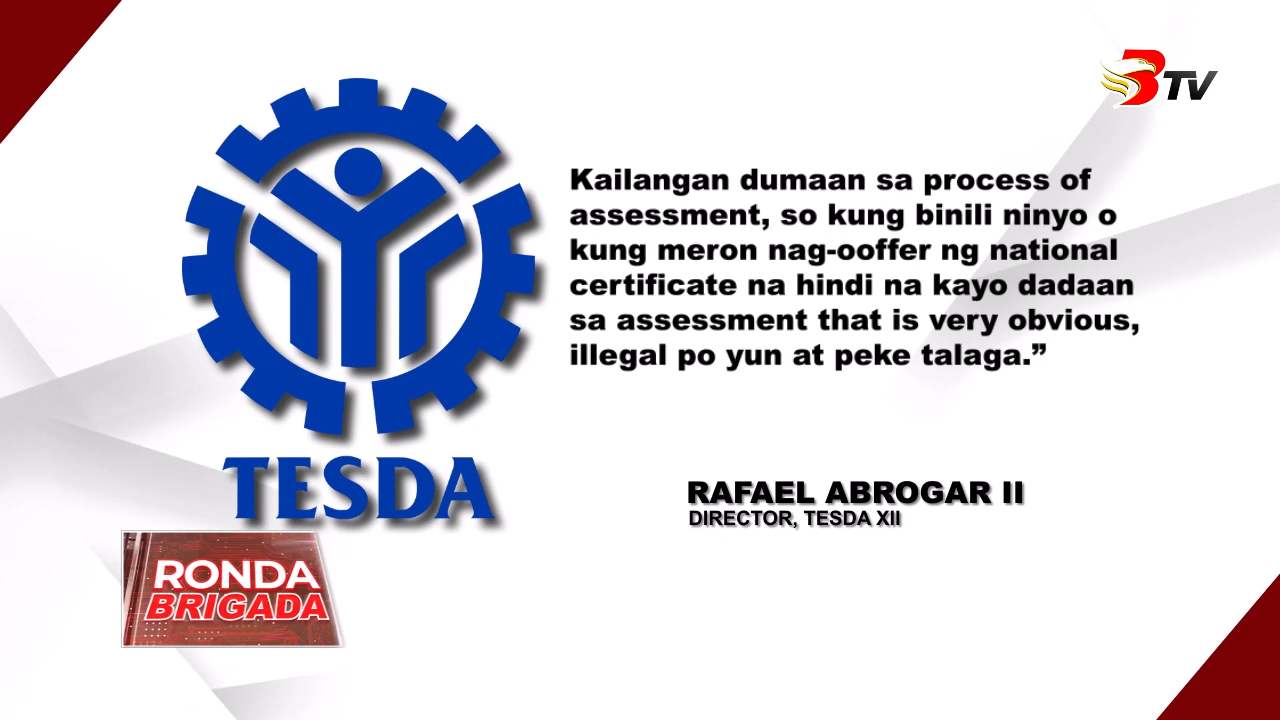 BTV
Kailangan dumaan sa process of
assessment, so kung binili ninyo o
kung meron nag-ooffer ng national
certificate na hindi na kayo dadaan
sa assessment that is very obvious,
illegal po yun at peke talaga.”
TESDA
RAFAEL ABROGAR II
DIRECTOR, TESDA XII
RONDA
BRIGADA